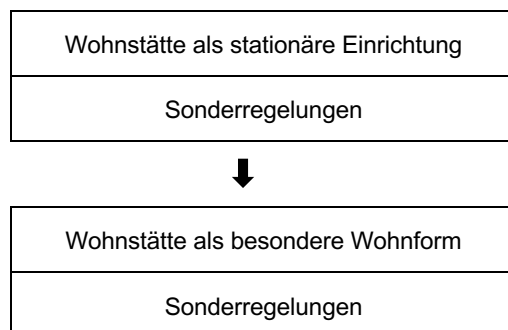 Wohnstätte als stationäre Einrichtung
Sonderregelungen
Wohnstätte als besondere Wohnform
Sonderregelungen